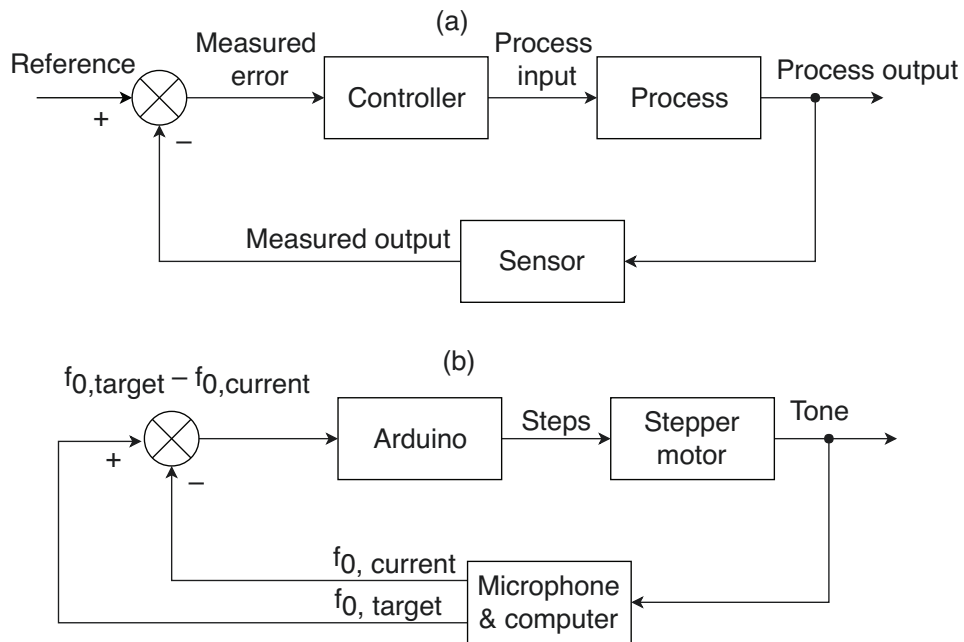 (a)
Reference
+
−
Measured
error
Controller
Process
input
Process
Process output
Measured output
Sensor
(b)
f0,target − f0,current
+
−
Arduino
Steps
Stepper
motor
Tone
f0, current
f0, target
Microphone
& computer